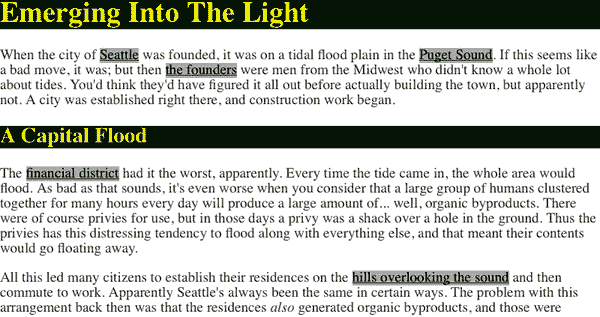 Emerging Into The Light
When the city of Seattle was founded, it was on a tidal flood plain in the Puget Sound. If this seems like
a bad move, it was; but then the founders were men from the Midwest who didn't know a whole lot
about tides. You'd think they'd have figured it all out before actually building the town, but apparently
not. A city was established right there, and construction work began.
A Capital Flood
The financial district had it the worst, apparently. Every time the tide came in, the whole area would
flood. As bad as that sounds, it's even worse when you consider that a large group of humans clustered
together for many hours every day will produce a large amount of... well, organic byproducts. There
were of course privies for use, but in those days a privy was a shack over a hole in the ground. Thus the
privies has this distressing tendency to flood along with everything else, and that meant their contents
would go floating away.
All this led many citizens to establish their residences on the hills overlooking the sound and then
commute to work. Apparently Seattle's always been the same in certain ways. The problem with this
arrangement back then was that the residences also generated organic byproducts, and those were